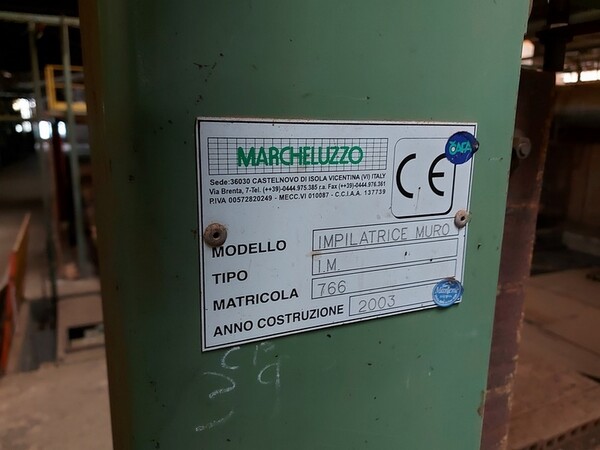 MARCHELUZZO
Sede:36030 CASTELNOVO DI ISOLA VICENTINA (VI) ITALY
Via Brenta, 7-Tel. (++39)-0444.975.385 r.a. Fax (++39)-0444.976.361
P.IVA 00572820249 - MECC.VI 010087 - C.C.I.A.A. 137739
CE
MODELLO IMPILATRICE MURO
TIPO I.M.
MATRICOLA 766
ANNO COSTRUZIONE 2003